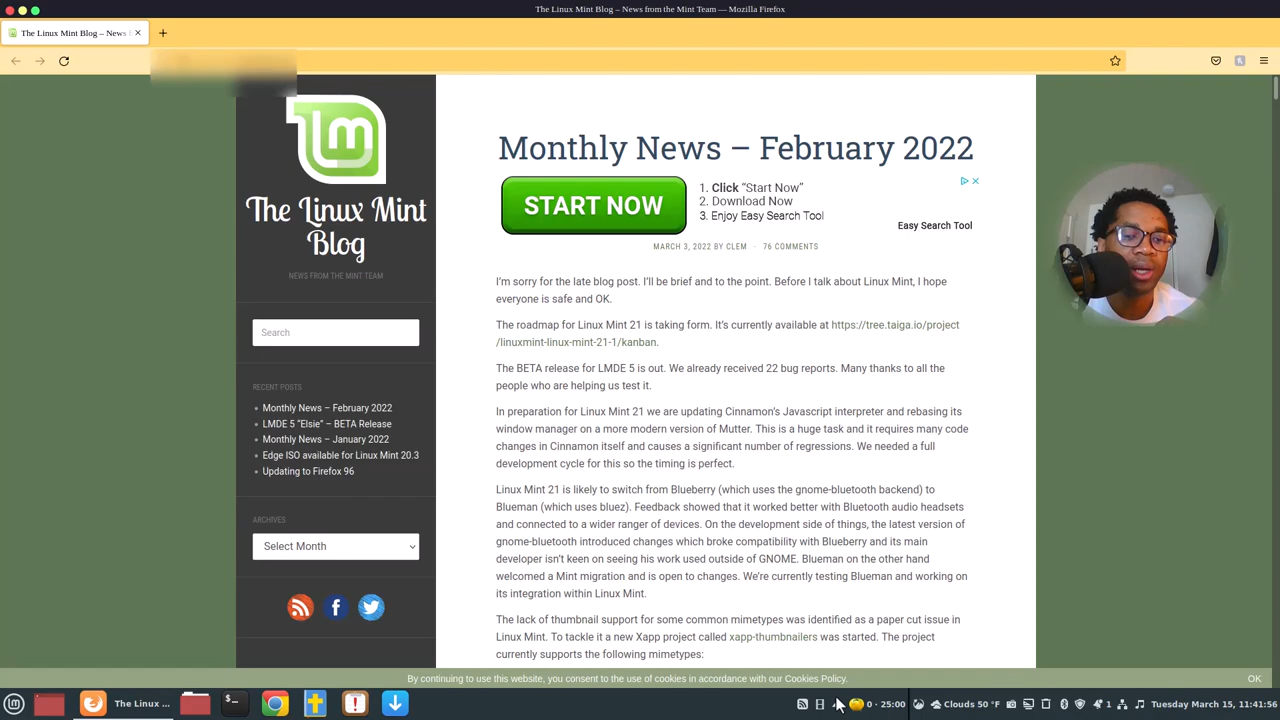 The Linux Mint Blog – News from the Mint Team — Mozilla Firefox
The Linux Mint Blog – News
Monthly News – February 2022
START NOW
1. Click “Start Now”
2. Download Now
3. Enjoy Easy Search Tool
Easy Search Tool
MARCH 3, 2022 BY CLEM · 76 COMMENTS
The Linux Mint
Blog
NEWS FROM THE MINT TEAM
Search
RECENT POSTS
Monthly News – February 2022
LMDE 5 “Elsie” – BETA Release
Monthly News – January 2022
Edge ISO available for Linux Mint 20.3
Updating to Firefox 96
ARCHIVES
Select Month
I’m sorry for the late blog post. I’ll be brief and to the point. Before I talk about Linux Mint, I hope
everyone is safe and OK.
The roadmap for Linux Mint 21 is taking form. It’s currently available at https://tree.taiga.io/project
/linuxmint-linux-mint-21-1/kanban.
The BETA release for LMDE 5 is out. We already received 22 bug reports. Many thanks to all the
people who are helping us test it.
In preparation for Linux Mint 21 we are updating Cinnamon’s Javascript interpreter and rebasing its
window manager on a more modern version of Mutter. This is a huge task and it requires many code
changes in Cinnamon itself and causes a significant number of regressions. We needed a full
development cycle for this so the timing is perfect.
Linux Mint 21 is likely to switch from Blueberry (which uses the gnome-bluetooth backend) to
Blueman (which uses bluez). Feedback showed that it worked better with Bluetooth audio headsets
and connected to a wider ranger of devices. On the development side of things, the latest version of
gnome-bluetooth introduced changes which broke compatibility with Blueberry and its main
developer isn’t keen on seeing his work used outside of GNOME. Blueman on the other hand
welcomed a Mint migration and is open to changes. We’re currently testing Blueman and working on
its integration within Linux Mint.
The lack of thumbnail support for some common mimetypes was identified as a paper cut issue in
Linux Mint. To tackle it a new Xapp project called xapp-thumbnailers was started. The project
currently supports the following mimetypes:
By continuing to use this website, you consent to the use of cookies in accordance with our Cookies Policy.
OK
The Linux ...
0 · 25:00
Clouds 50 °F
1
Tuesday March 15, 11:41:56